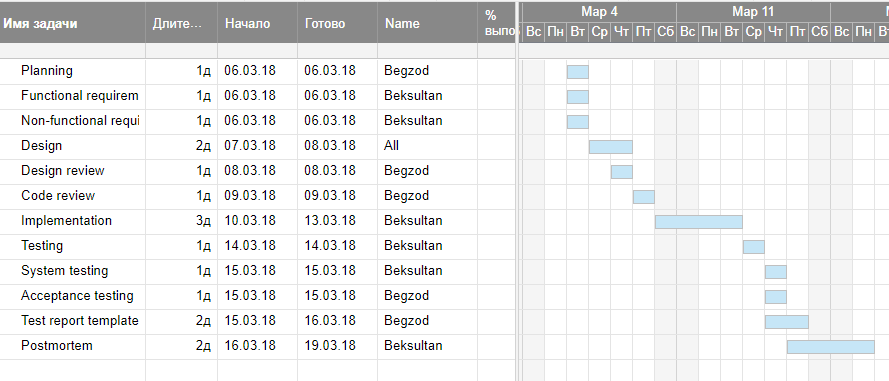 Имя задачи Длите... Начало Готово Name % выпо
Мар 4 Мар 11
Вс Пн Вт Ср Чт Пт Сб Вс Пн Вт Ср Чт Пт Сб Вс Пн
Planning 1д 06.03.18 06.03.18 Begzod
Functional requirem 1д 06.03.18 06.03.18 Beksultan
Non-functional requi 1д 06.03.18 06.03.18 Beksultan
Design 2д 07.03.18 08.03.18 All
Design review 1д 08.03.18 08.03.18 Begzod
Code review 1д 09.03.18 09.03.18 Begzod
Implementation 3д 10.03.18 13.03.18 Beksultan
Testing 1д 14.03.18 14.03.18 Beksultan
System testing 1д 15.03.18 15.03.18 Beksultan
Acceptance testing 1д 15.03.18 15.03.18 Begzod
Test report template 2д 15.03.18 16.03.18 Begzod
Postmortem 2д 16.03.18 19.03.18 Beksultan